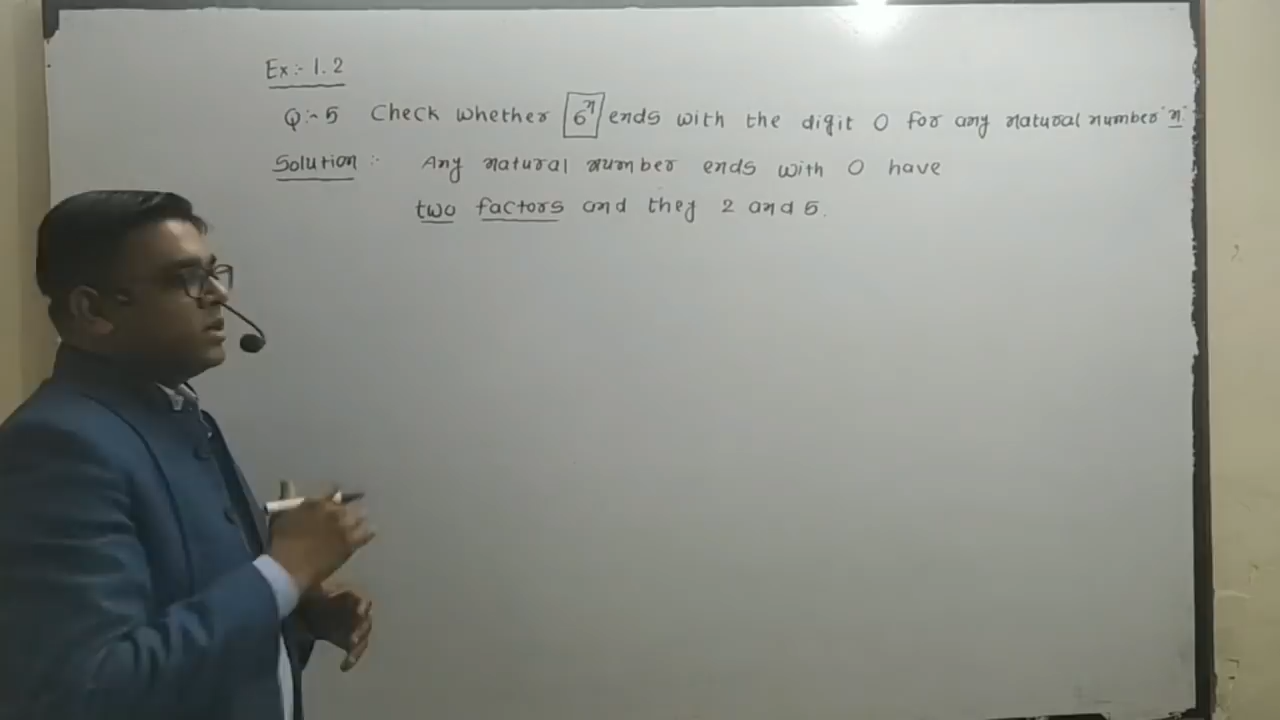 Ex:- 1.2
Q:-5 Check whether 6ⁿ ends with the digit 0 for any natural number 'n'.
Solution :- Any natural number ends with 0 have
two factors and they 2 and 5.